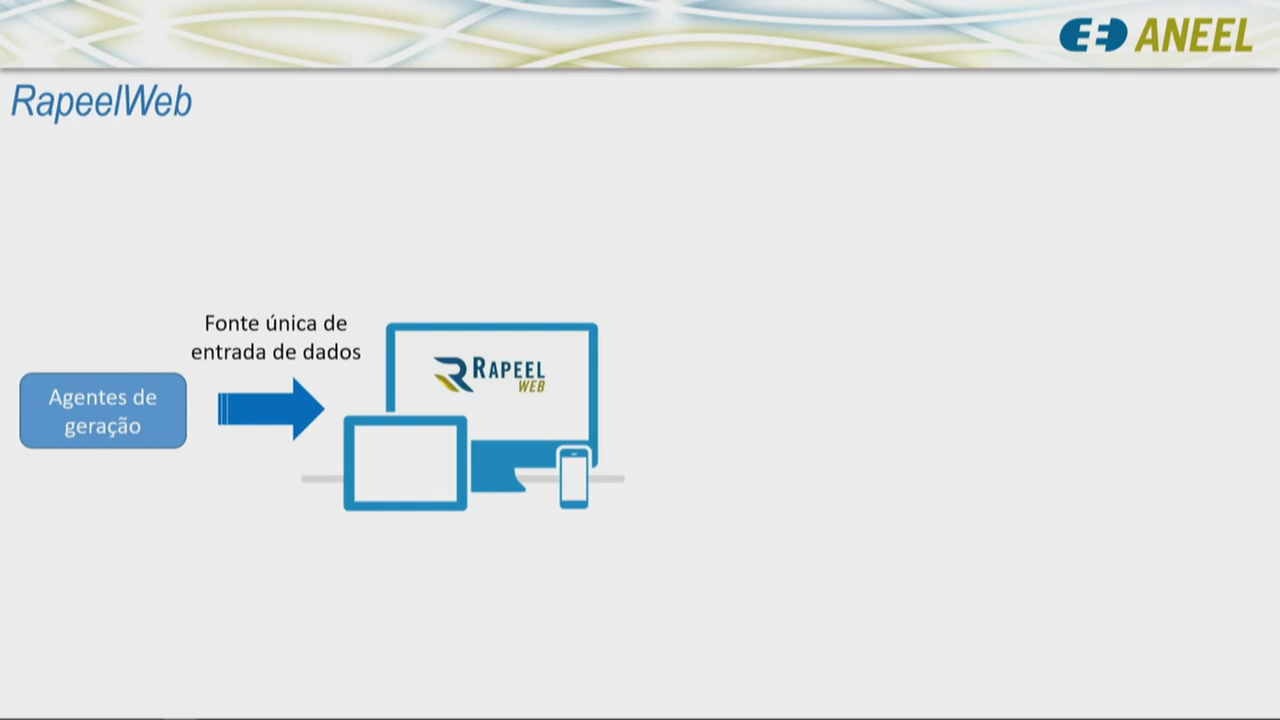 ANEEL
RapeelWeb
Fonte única de
entrada de dados
Agentes de
geração
RAPEEL
WEB